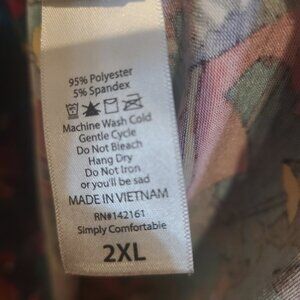 95% Polyester
5% Spandex
Machine Wash Cold
Gentle Cycle
Do Not Bleach
Hang Dry
Do Not Iron
or you'll be sad
MADE IN VIETNAM
RN#142161
Simply Comfortable
2XL